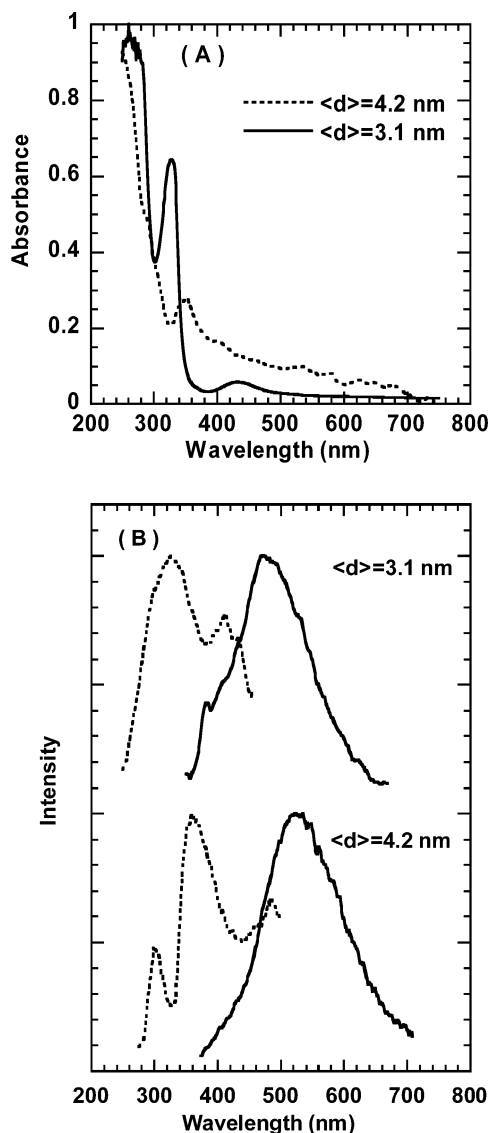 ( A )
<d>=4.2 nm
<d>=3.1 nm
Absorbance
1
0.8
0.6
0.4
0.2
0
200 300 400 500 600 700 800
Wavelength (nm)
( B )
<d>=3.1 nm
Intensity
<d>=4.2 nm
200 300 400 500 600 700 800
Wavelength (nm)